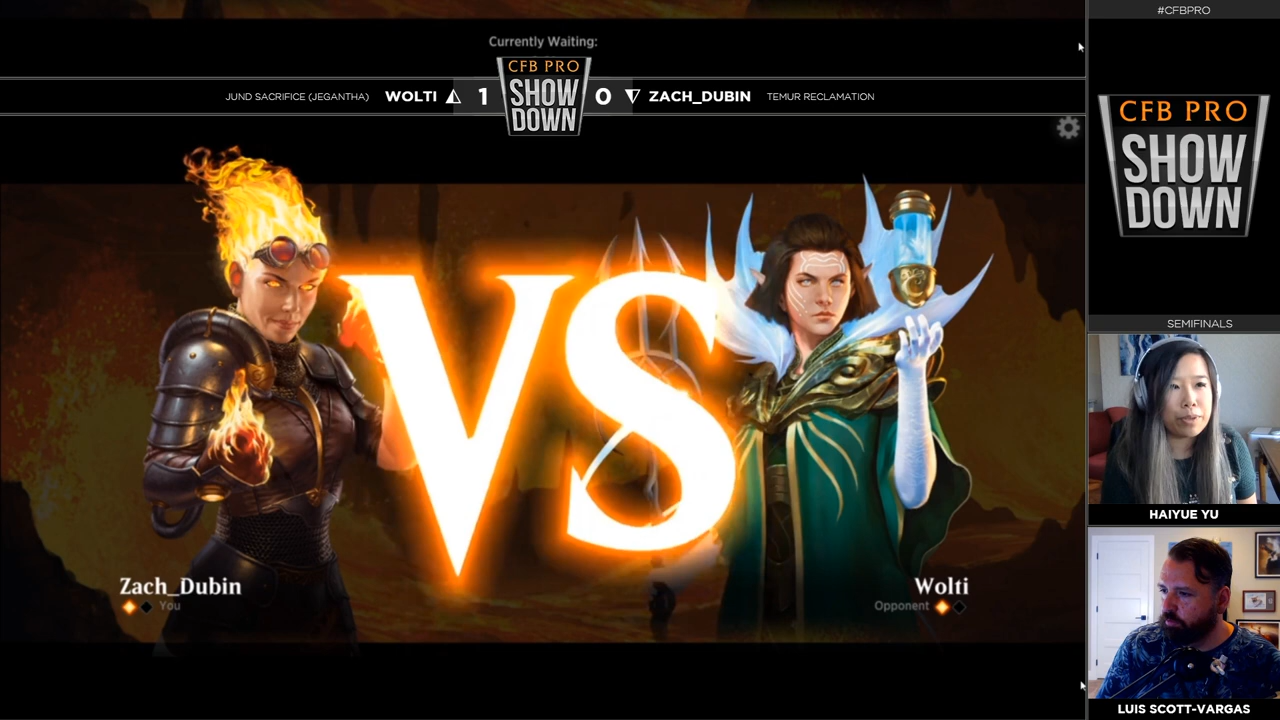 #CFBPRO
Currently Waiting:
JUND SACRIFICE (JEGANTHA) WOLTI 1 CFB PRO SHOW DOWN 0 ZACH_DUBIN TEMUR RECLAMATION
CFB PRO
SHOW
DOWN
VS
SEMIFINALS
HAIYUE YU
Zach_Dubin
You
Wolti
Opponent
LUIS SCOTT-VARGAS